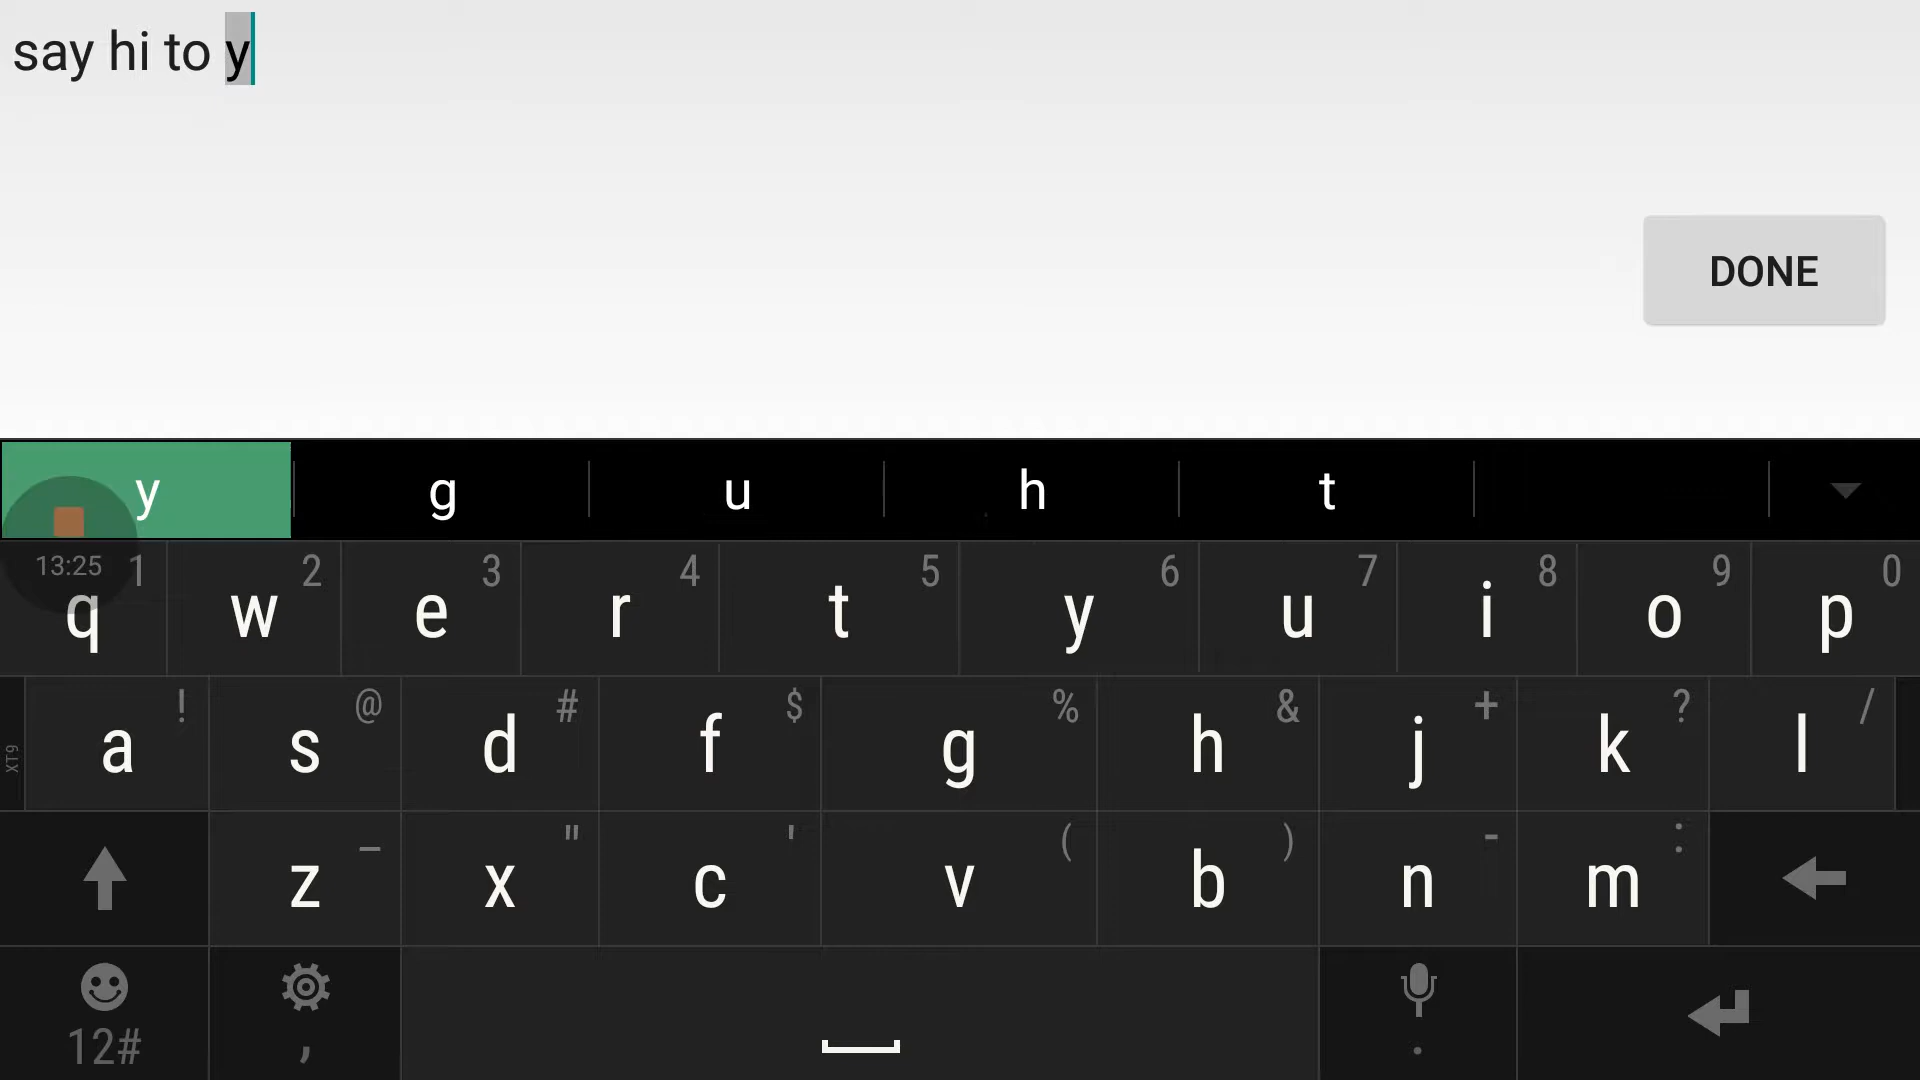 say hi to y
DONE
y g u h t
13:25
1 2 3 4 5 6 7 8 9 0
q w e r t y u i o p
! @ # $ % & + ? /
XT9
a s d f g h j k l
_ " ' ( ) - :
z x c v b n m
12# , .